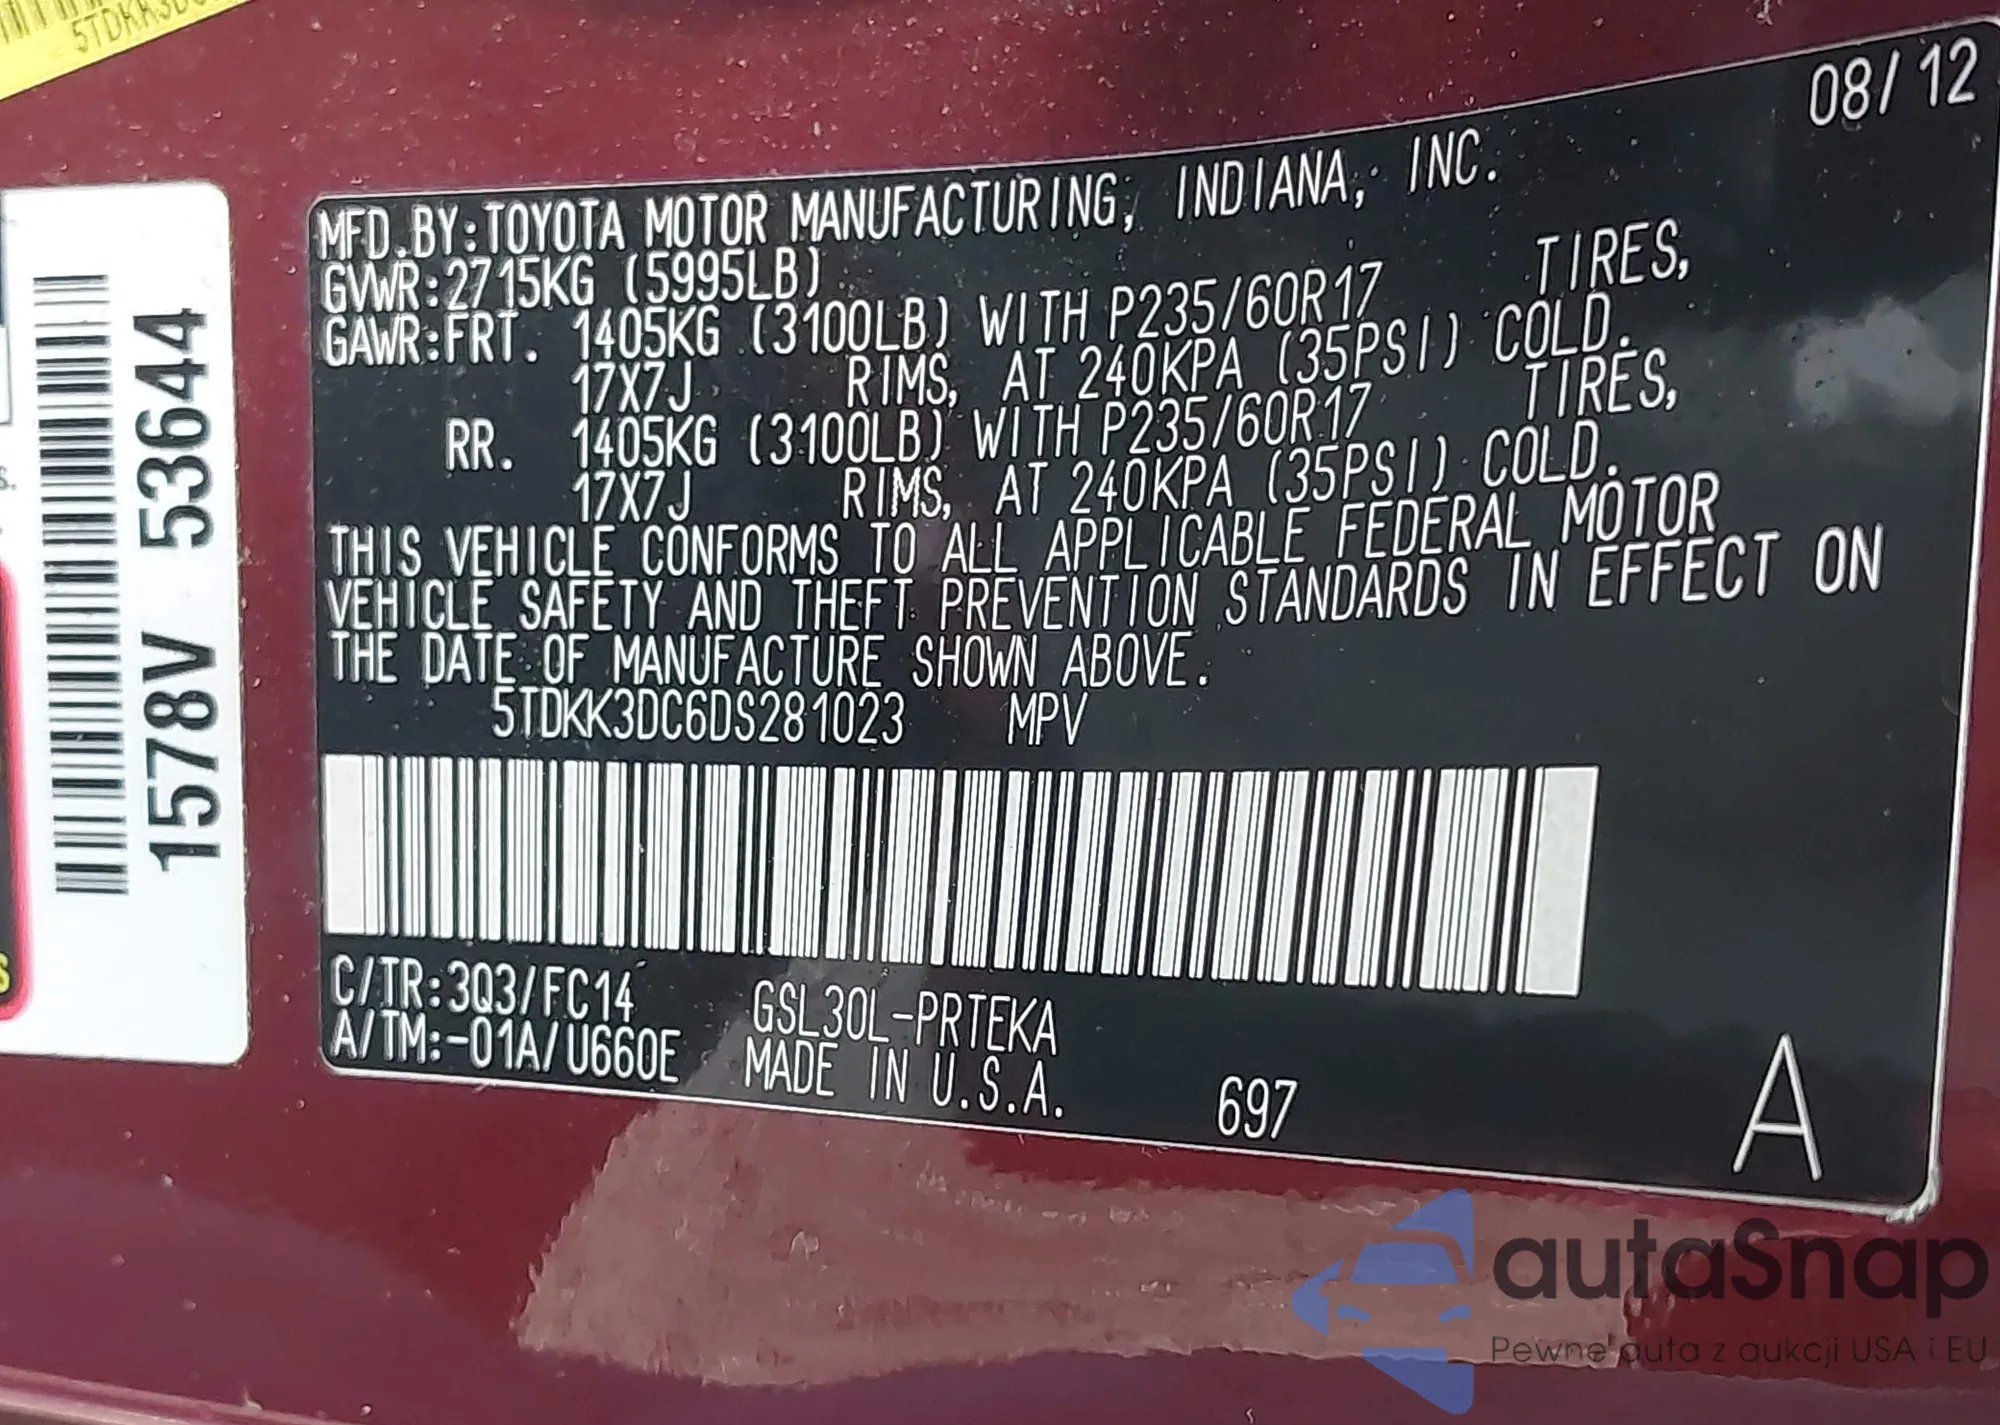 08/12
MFD.BY:TOYOTA MOTOR MANUFACTURING, INDIANA, INC.
GVWR:2715KG (5995LB)
GAWR:FRT. 1405KG (3100LB) WITH P235/60R17 TIRES,
17X7J RIMS, AT 240KPA (35PSI) COLD.
RR. 1405KG (3100LB) WITH P235/60R17 TIRES,
17X7J RIMS, AT 240KPA (35PSI) COLD.
THIS VEHICLE CONFORMS TO ALL APPLICABLE FEDERAL MOTOR
VEHICLE SAFETY AND THEFT PREVENTION STANDARDS IN EFFECT ON
THE DATE OF MANUFACTURE SHOWN ABOVE.
5TDKK3DC6DS281023 MPV
C/TR:3Q3/FC14 GSL30L-PRTEKA
A/TM:-01A/U660E MADE IN U.S.A. 697 A
1578V 53644
autaSnap
Pewne auta z aukcji USA i EU